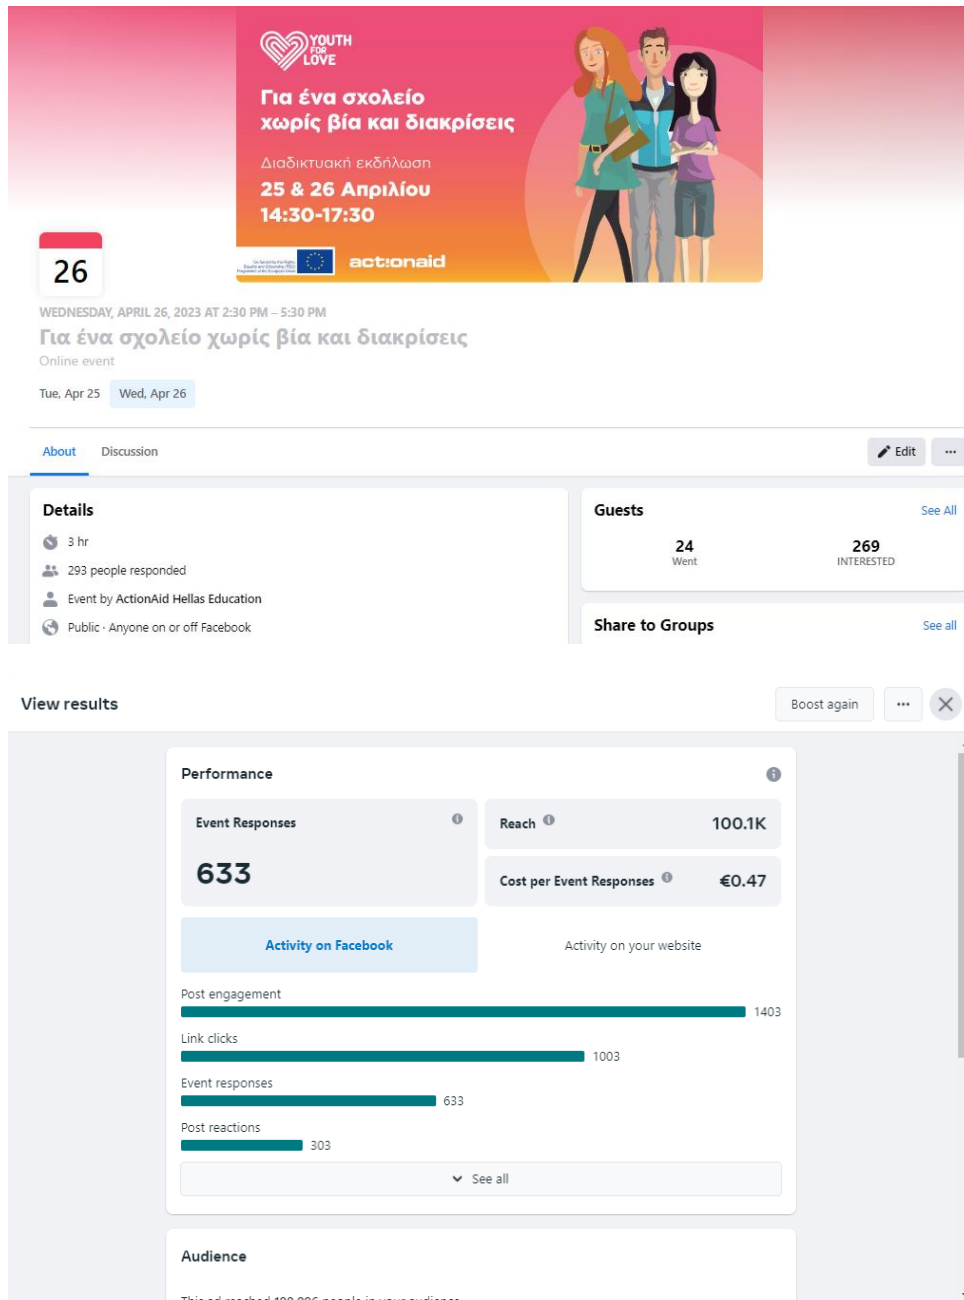 YOUTH
FOR
LOVE
Για ένα σχολείο
χωρίς βία και διακρίσεις
Διαδικτυακή εκδήλωση
25 & 26 Απριλίου
14:30-17:30
act:onaid
26
WEDNESDAY, APRIL 26, 2023 AT 2:30 PM – 5:30 PM
Για ένα σχολείο χωρίς βία και διακρίσεις
Online event
Tue, Apr 25 Wed, Apr 26
About Discussion Edit ...
Details
3 hr
293 people responded
Event by ActionAid Hellas Education
Public · Anyone on or off Facebook
Guests See All
24 269
Went INTERESTED
Share to Groups See all
View results Boost again ...
Performance
Event Responses
633
Reach 100.1K
Cost per Event Responses €0.47
Activity on Facebook Activity on your website
Post engagement
1403
Link clicks
1003
Event responses
633
Post reactions
303
See all
Audience